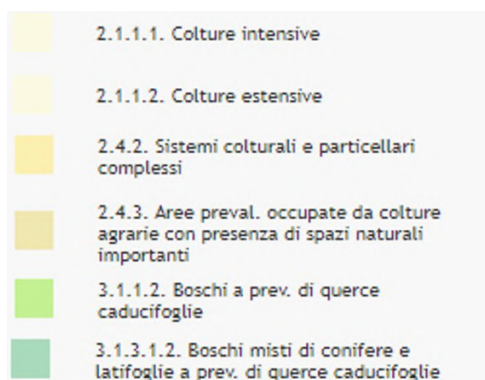 2.1.1.1. Colture intensive
2.1.1.2. Colture estensive
2.4.2. Sistemi colturali e particellari
complessi
2.4.3. Aree preval. occupate da colture
agrarie con presenza di spazi naturali
importanti
3.1.1.2. Boschi a prev. di querce
caducifoglie
3.1.3.1.2. Boschi misti di conifere e
latifoglie a prev. di querce caducifoglie